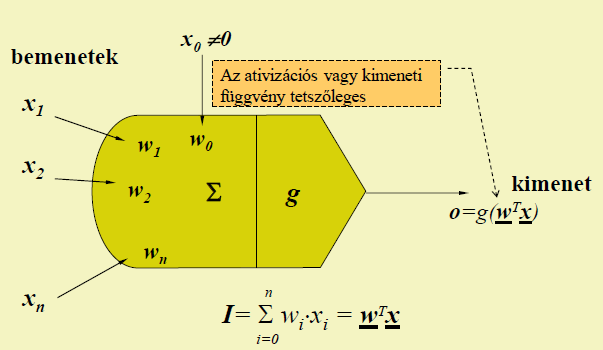 x0 ≠0
bemenetek
Az ativizációs vagy kimeneti
függvény tetszőleges
x1
w1 w0
x2
w2 Σ g
kimenet
o=g(wTx)
wn
xn
I= Σ wi·xi = wTx
n
i=0